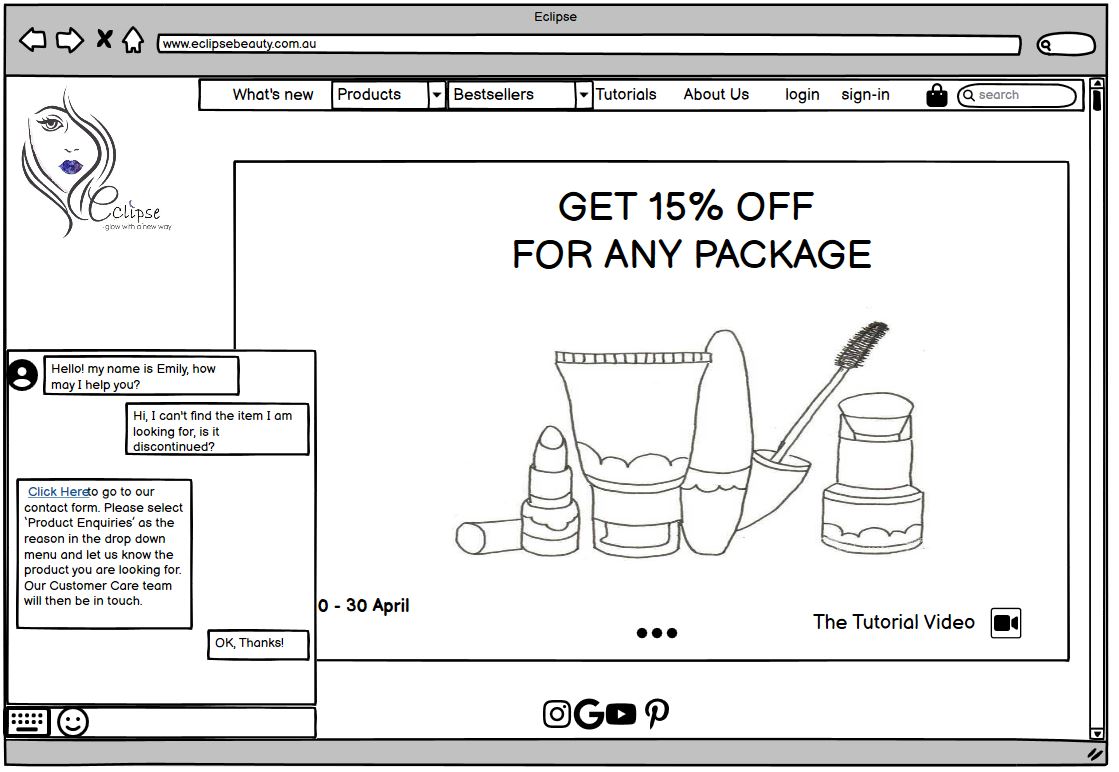 Eclipse
www.eclipsebeauty.com.au
What's new Products Bestsellers Tutorials About Us login sign-in search
Eclipse
-glow with a new way
GET 15% OFF
FOR ANY PACKAGE
Hello! my name is Emily, how
may I help you?
Hi, I can't find the item I am
looking for, is it
discontinued?
Click Here to go to our
contact form. Please select
'Product Enquiries' as the
reason in the drop down
menu and let us know the
product you are looking for.
Our Customer Care team
will then be in touch.
OK, Thanks!
0 - 30 April
The Tutorial Video